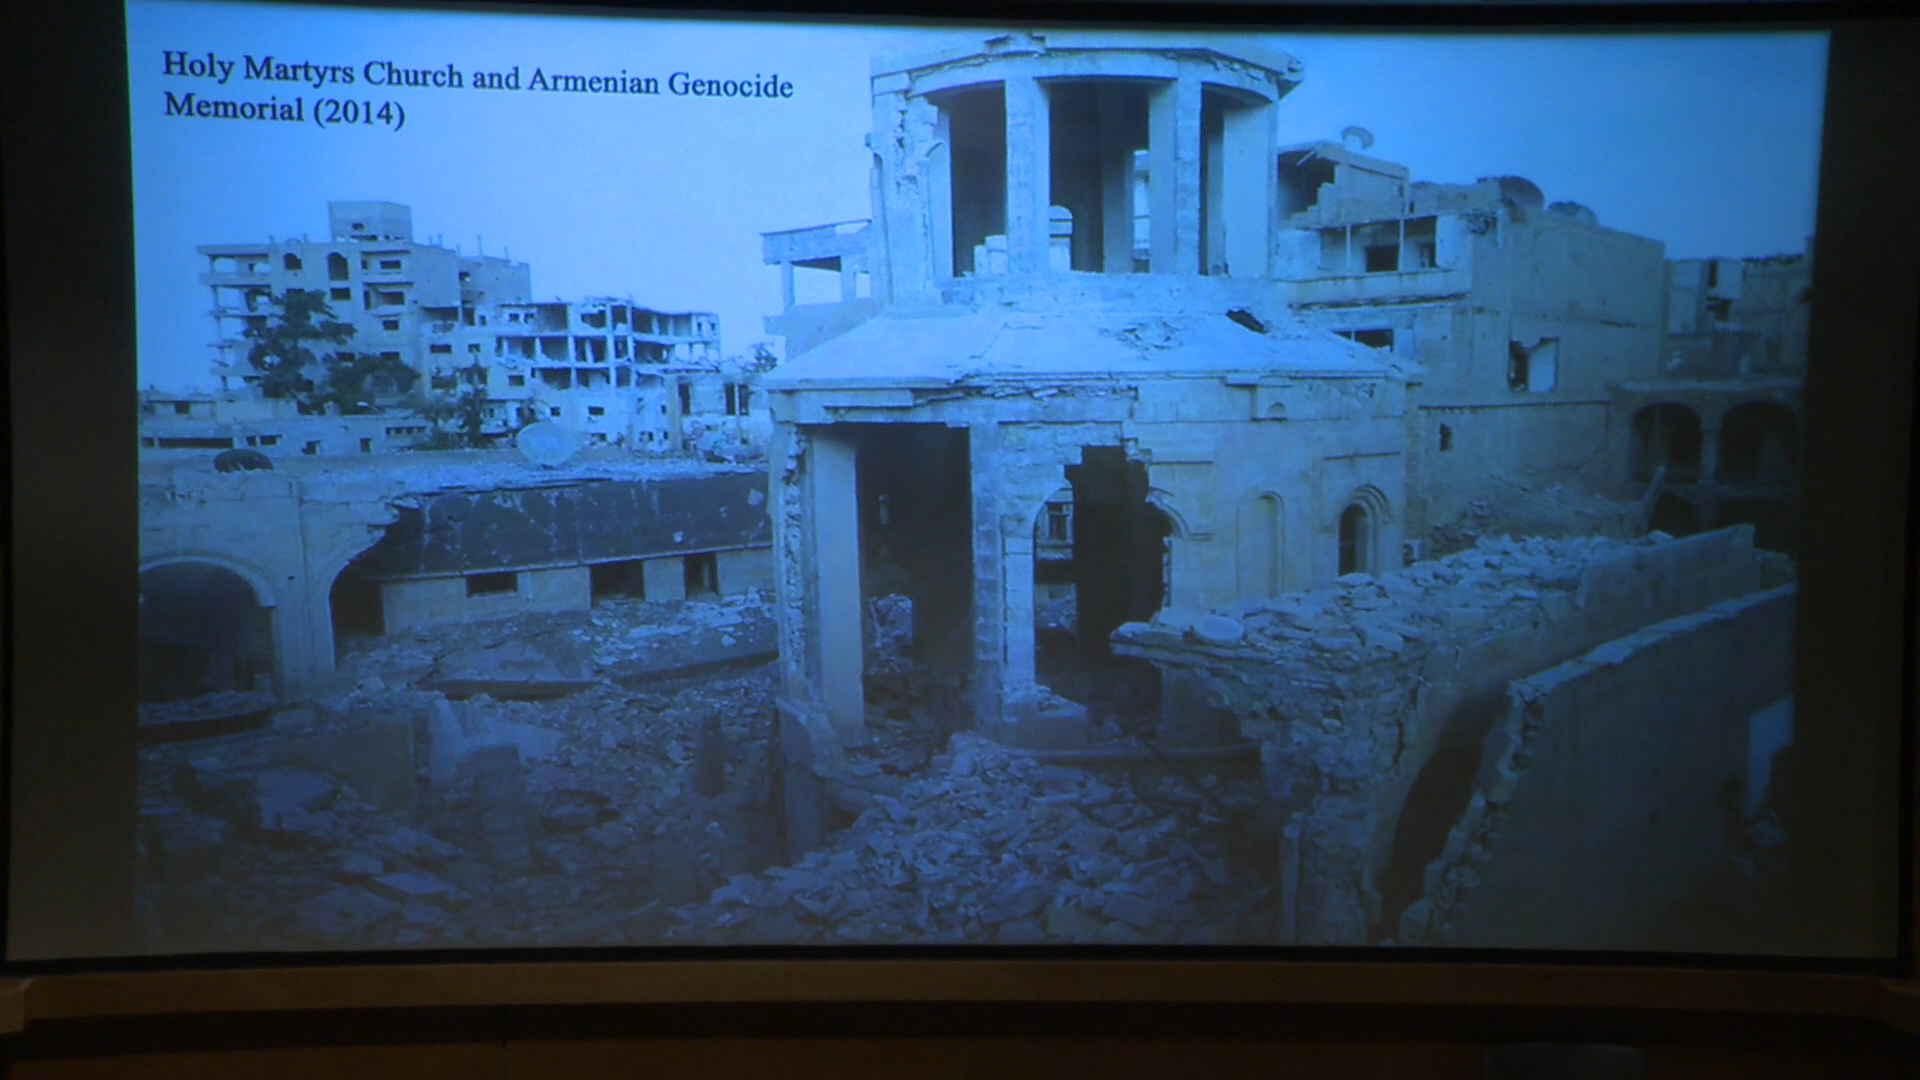 Holy Martyrs Church and Armenian Genocide
Memorial (2014)